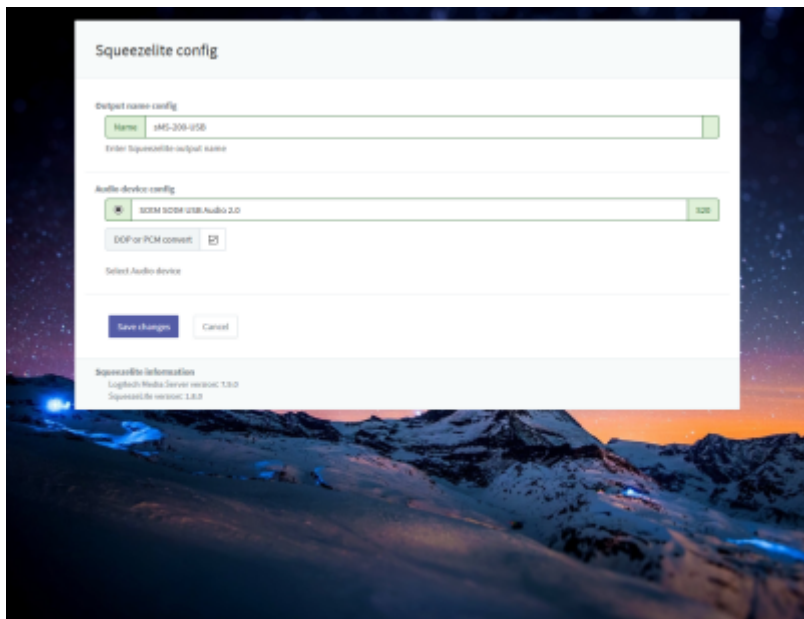 Squeezelite config
Output name config
Name sMS-200-USB
Enter Squeezelite output name
Audio device config
SOtM SOtM USB Audio 2.0
DOP or PCM convert
Select Audio device
Save changes Cancel
Squeezelite information
Logitech Media Server version: 7.9.0
Squeezelite version: 1.8.0